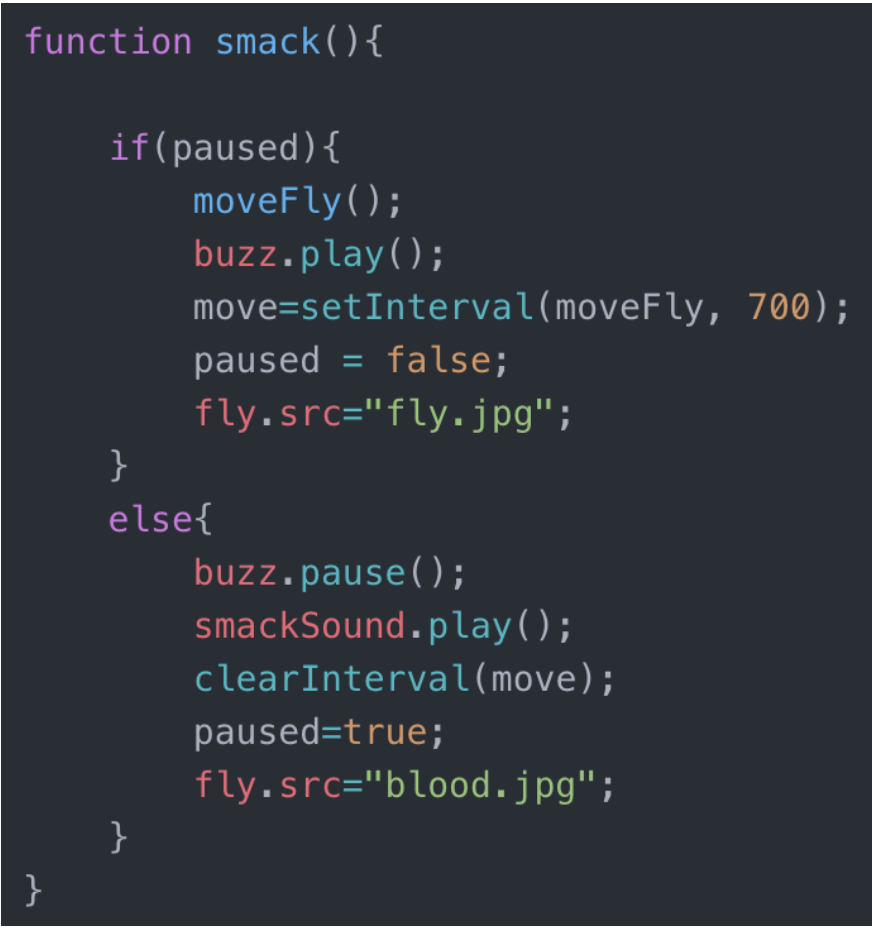 function smack(){
    if(paused){
        moveFly();
        buzz.play();
        move=setInterval(moveFly, 700);
        paused = false;
        fly.src="fly.jpg";
    }
    else{
        buzz.pause();
        smackSound.play();
        clearInterval(move);
        paused=true;
        fly.src="blood.jpg";
    }
}